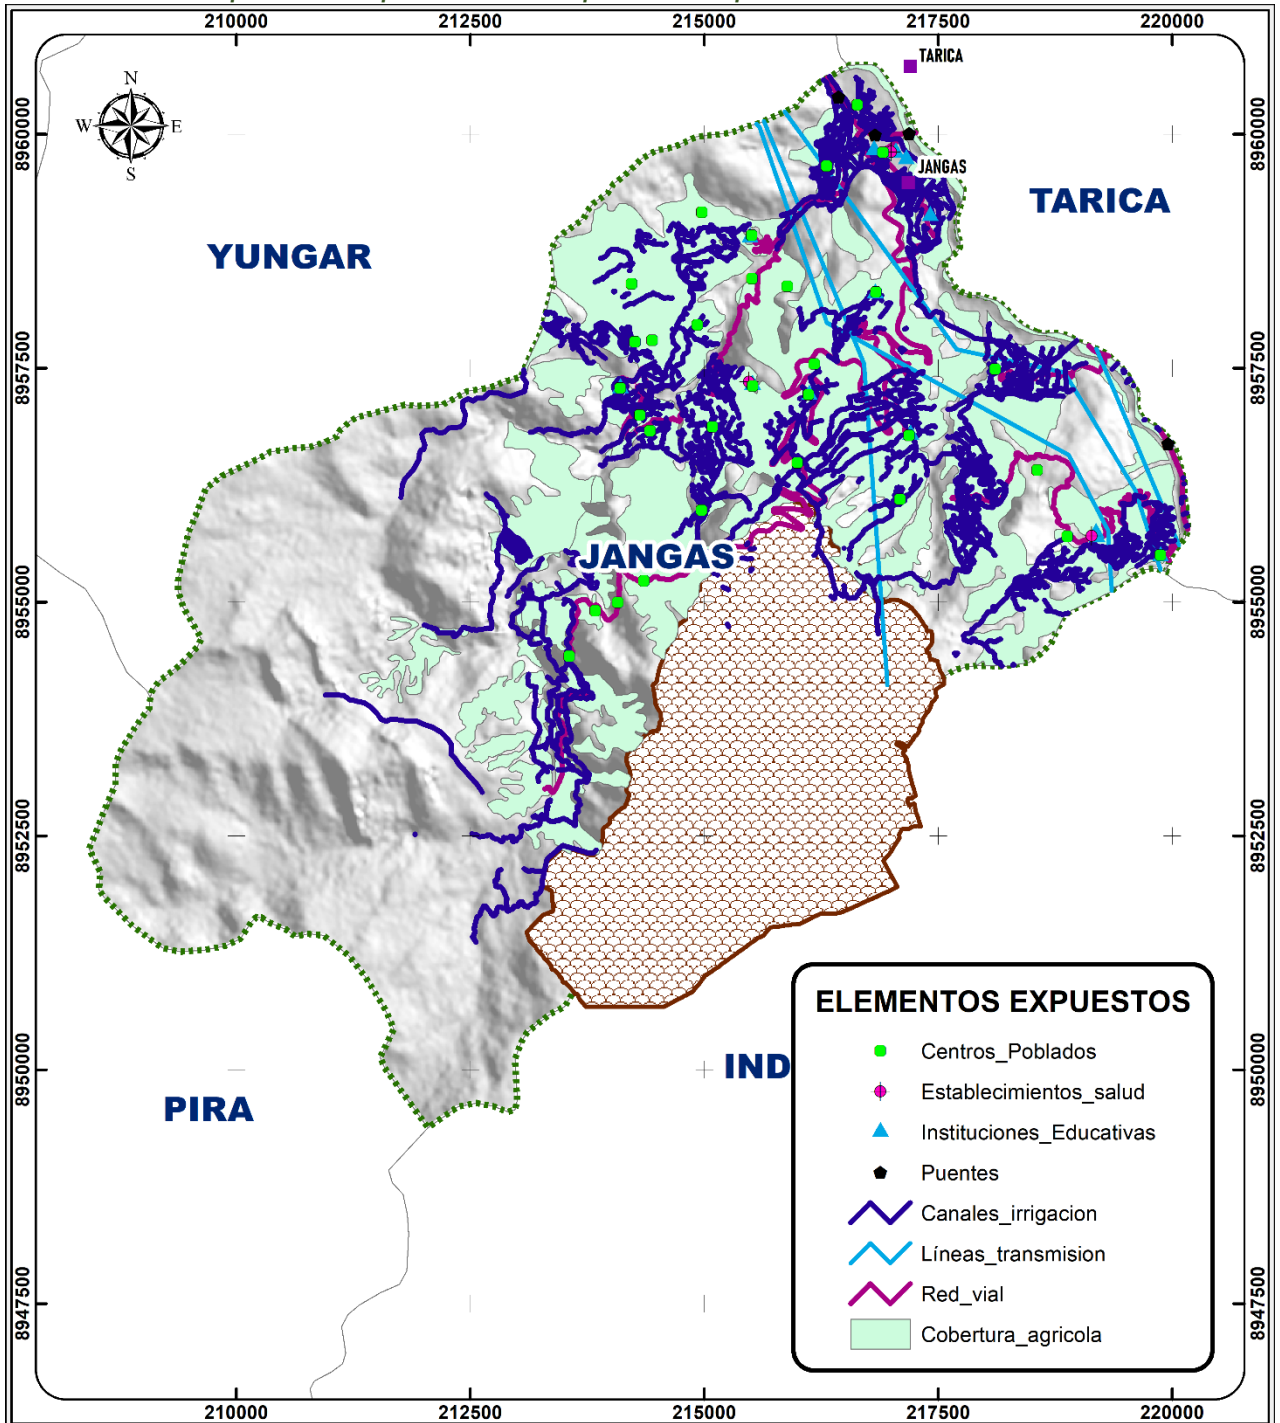 210000 212500 215000 217500 220000
TARICA
N
W E
S
8960000 8960000
JANGAS
TARICA
YUNGAR
8957500 8957500
JANGAS
8955000 8955000
8952500 8952500
ELEMENTOS EXPUESTOS
Centros_Poblados
IND
8950000 8950000
Establecimientos_salud
PIRA
Instituciones_Educativas
Puentes
Canales_irrigacion
Líneas_transmision
Red_vial
8947500 8947500
Cobertura_agricola
210000 212500 215000 217500 220000